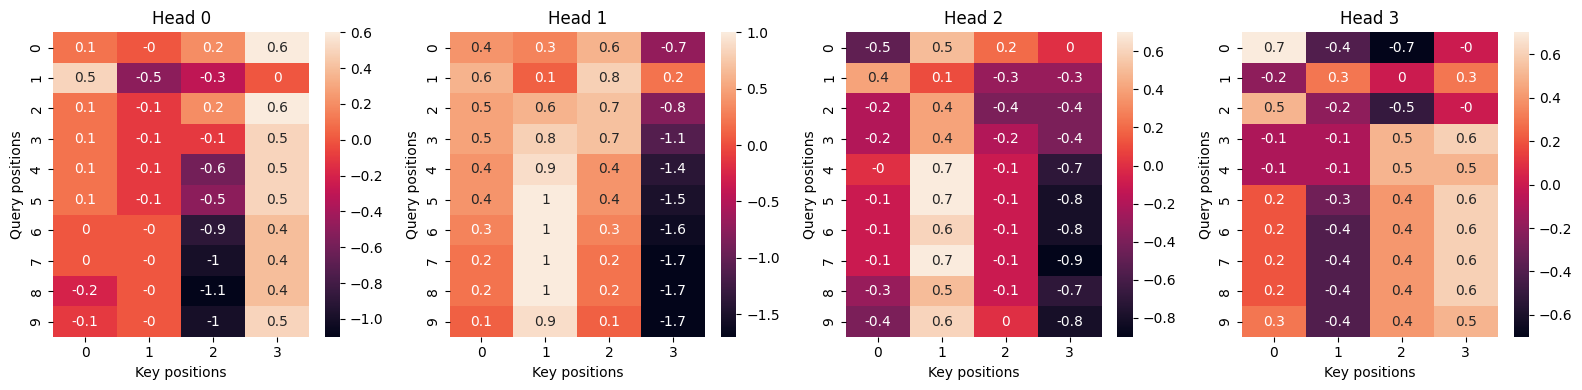 Head 0
0 0.1 -0 0.2 0.6
1 0.5 -0.5 -0.3 0
2 0.1 -0.1 0.2 0.6
3 0.1 -0.1 -0.1 0.5
4 0.1 -0.1 -0.6 0.5
5 0.1 -0.1 -0.5 0.5
6 0 -0 -0.9 0.4
7 0 -0 -1 0.4
8 -0.2 -0 -1.1 0.4
9 -0.1 -0 -1 0.5
0 1 2 3
Key positions
Query positions
0.6
0.4
0.2
0.0
−0.2
−0.4
−0.6
−0.8
−1.0
Head 1
0 0.4 0.3 0.6 -0.7
1 0.6 0.1 0.8 0.2
2 0.5 0.6 0.7 -0.8
3 0.5 0.8 0.7 -1.1
4 0.4 0.9 0.4 -1.4
5 0.4 1 0.4 -1.5
6 0.3 1 0.3 -1.6
7 0.2 1 0.2 -1.7
8 0.2 1 0.2 -1.7
9 0.1 0.9 0.1 -1.7
0 1 2 3
Key positions
Query positions
1.0
0.5
0.0
−0.5
−1.0
−1.5
Head 2
0 -0.5 0.5 0.2 0
1 0.4 0.1 -0.3 -0.3
2 -0.2 0.4 -0.4 -0.4
3 -0.2 0.4 -0.2 -0.4
4 -0 0.7 -0.1 -0.7
5 -0.1 0.7 -0.1 -0.8
6 -0.1 0.6 -0.1 -0.8
7 -0.1 0.7 -0.1 -0.9
8 -0.3 0.5 -0.1 -0.7
9 -0.4 0.6 0 -0.8
0 1 2 3
Key positions
Query positions
0.6
0.4
0.2
0.0
−0.2
−0.4
−0.6
−0.8
Head 3
0 0.7 -0.4 -0.7 -0
1 -0.2 0.3 0 0.3
2 0.5 -0.2 -0.5 -0
3 -0.1 -0.1 0.5 0.6
4 -0.1 -0.1 0.5 0.5
5 0.2 -0.3 0.4 0.6
6 0.2 -0.4 0.4 0.6
7 0.2 -0.4 0.4 0.6
8 0.2 -0.4 0.4 0.6
9 0.3 -0.4 0.4 0.5
0 1 2 3
Key positions
Query positions
0.6
0.4
0.2
0.0
−0.2
−0.4
−0.6